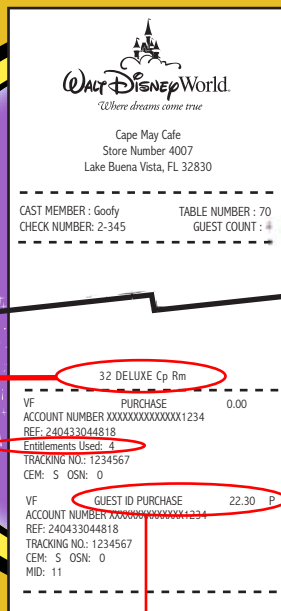 Walt Disney World.
Where dreams come true
Cape May Cafe
Store Number 4007
Lake Buena Vista, FL 32830
CAST MEMBER : Goofy TABLE NUMBER : 70
CHECK NUMBER: 2-345 GUEST COUNT :
32 DELUXE Cp Rm
VF PURCHASE 0.00
ACCOUNT NUMBER XXXXXXXXXXXXX1234
REF: 240433044818
Entitlements Used: 4
TRACKING NO.: 1234567
CEM: S OSN: 0
VF GUEST ID PURCHASE 22.30 P
ACCOUNT NUMBER XXXXXXXXXXXXX1234
REF: 240433044818
TRACKING NO.: 1234567
CEM: S OSN: 0
MID: 11